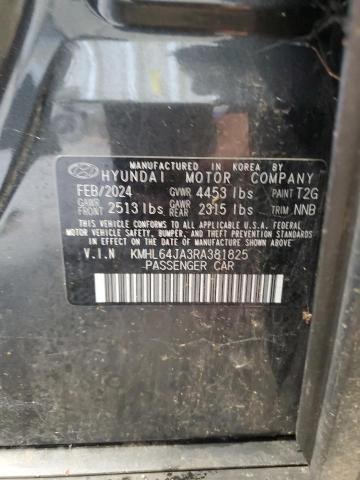 MANUFACTURED IN KOREA BY
HYUNDAI MOTOR COMPANY
FEB/2024 GVWR 4453 lbs PAINT T2G
GAWR FRONT 2513 lbs GAWR REAR 2315 lbs TRIM NNB
THIS VEHICLE CONFORMS TO ALL APPLICABLE U.S.A. FEDERAL
MOTOR VEHICLE SAFETY, BUMPER, AND THEFT PREVENTION
STANDARDS IN EFFECT ON THE DATE OF MANUFACTURE SHOWN ABOVE.
V.I.N KMHL64JA3RA381825
PASSENGER CAR